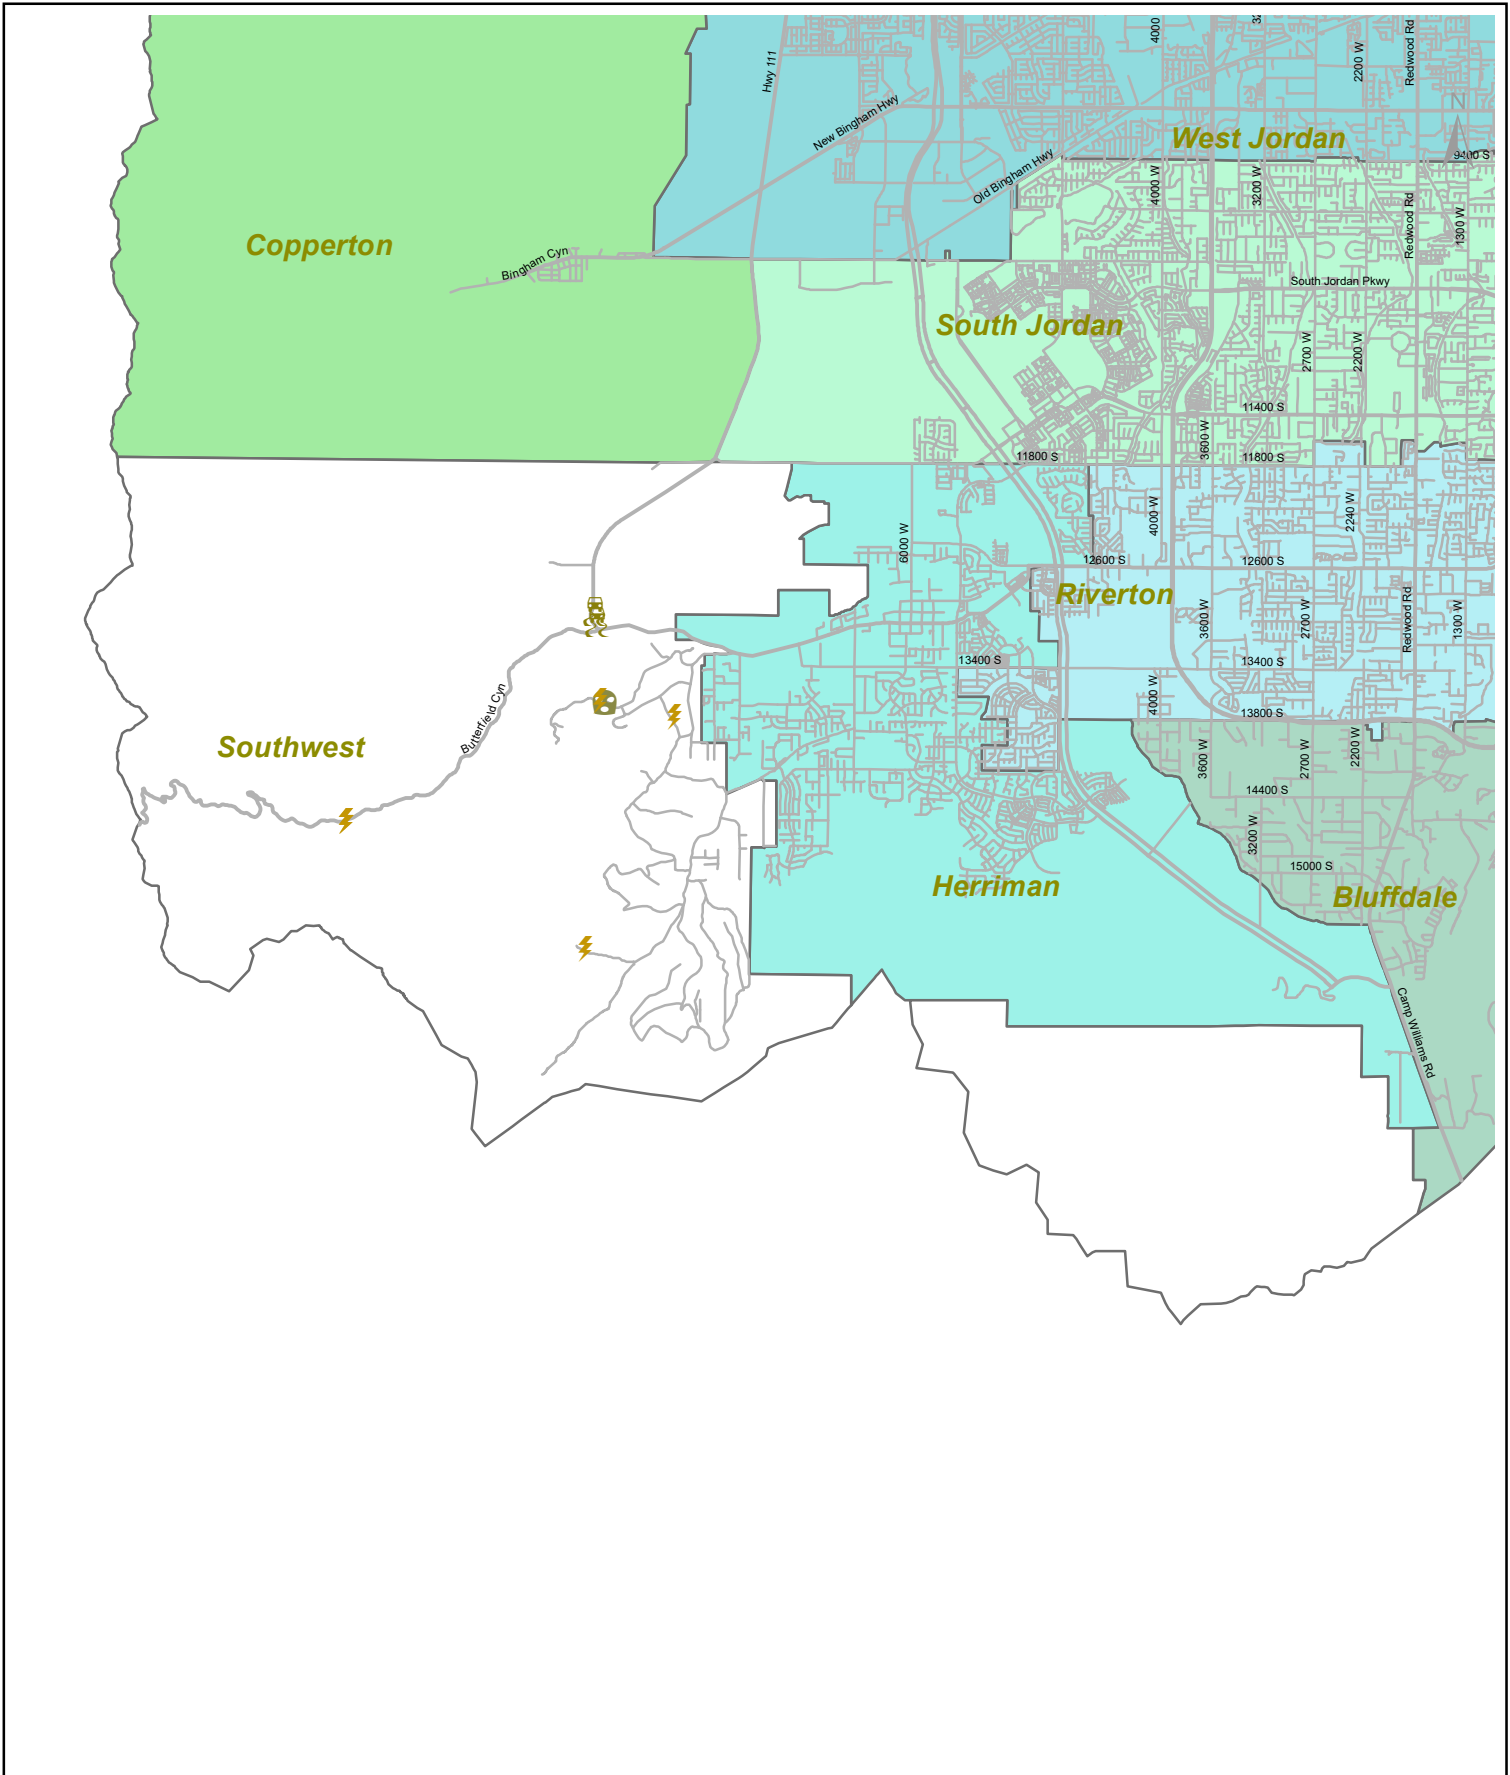 4000
32
2200 W
Redwood Rd
Hwy 111
New Bingham Hwy
N
West Jordan
Old Bingham Hwy
9400 S
4000 W
3200 W
Redwood Rd
1300 W
Copperton
Bingham Cyn
South Jordan Pkwy
South Jordan
2700 W
2200 W
11400 S
3600 W
11800 S
11800 S
6000 W
4000 W
2240 W
12600 S
12600 S
Riverton
3600 W
2700 W
Redwood Rd
1300 W
13400 S
13400 S
4000 W
13800 S
Butterfield Cyn
Southwest
3600 W
2700 W
2200 W
14400 S
3200 W
15000 S
Herriman
Bluffdale
Camp Williams Rd